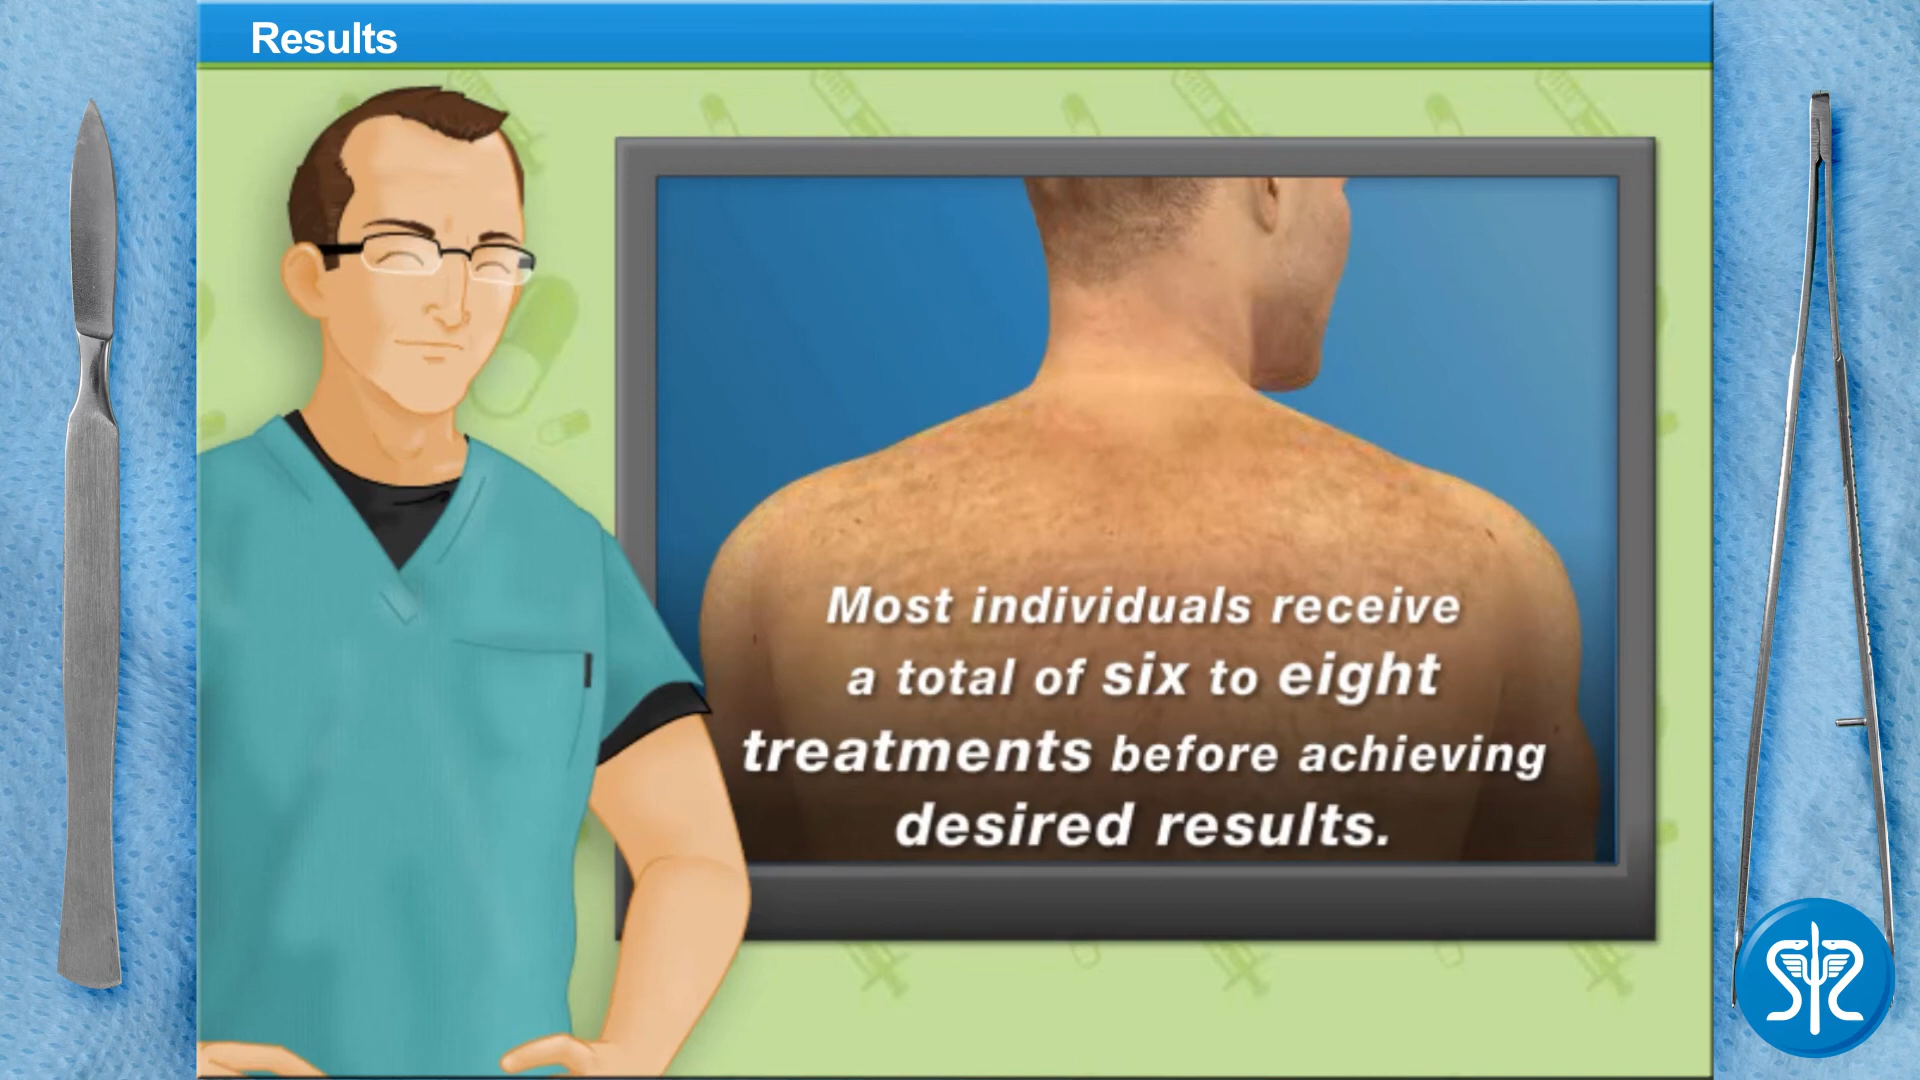 Results
Most individuals receive
a total of six to eight
treatments before achieving
desired results.